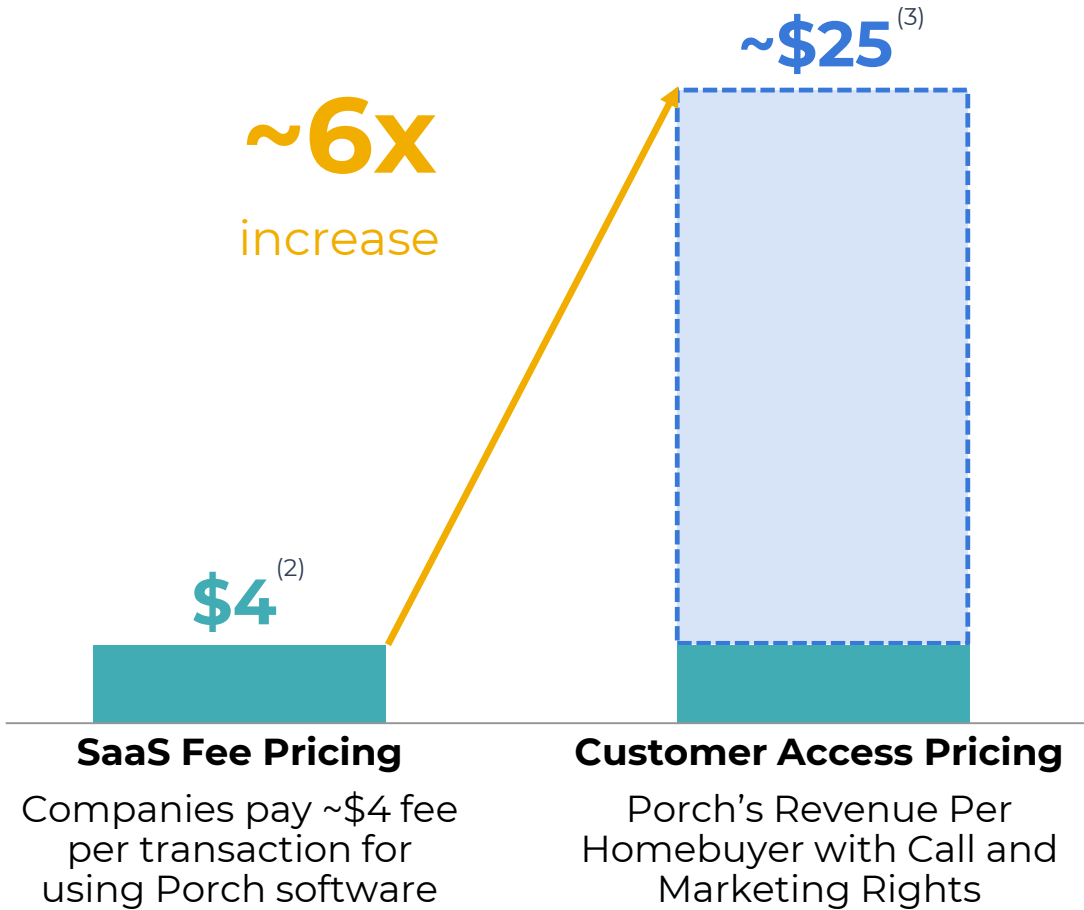 ~$25 (3)
~6x
increase
$4 (2)
SaaS Fee Pricing
Companies pay ~$4 fee
per transaction for
using Porch software
Customer Access Pricing
Porch’s Revenue Per
Homebuyer with Call and
Marketing Rights